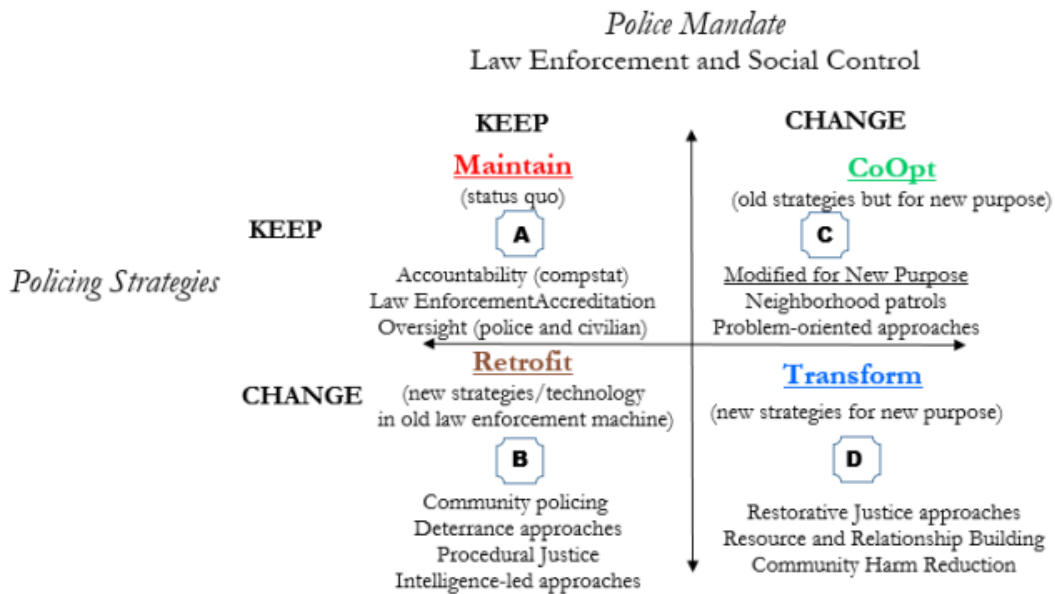 Police Mandate
Law Enforcement and Social Control
KEEP
CHANGE
Maintain
(status quo)
A
Accountability (compstat)
Law EnforcementAccreditation
Oversight (police and civilian)
CoOpt
(old strategies but for new purpose)
C
Modified for New Purpose
Neighborhood patrols
Problem-oriented approaches
KEEP
Policing Strategies
CHANGE
Retrofit
(new strategies/technology
in old law enforcement machine)
B
Community policing
Deterrance approaches
Procedural Justice
Intelligence-led approaches
Transform
(new strategies for new purpose)
D
Restorative Justice approaches
Resource and Relationship Building
Community Harm Reduction